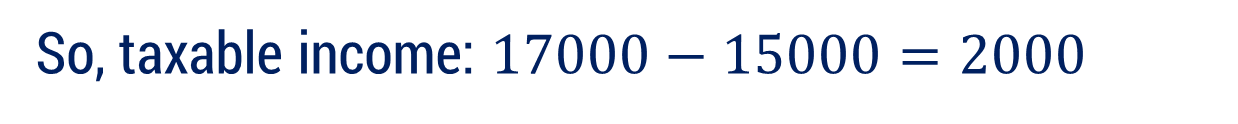 So, taxable income: 17000 − 15000 = 2000